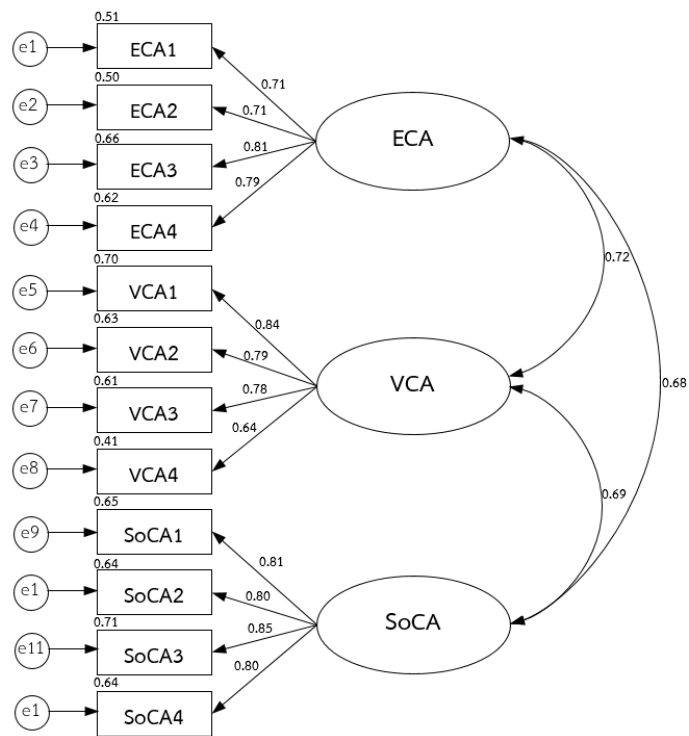 0.51
e1
ECA1
0.71
0.50
e2
ECA2
0.71
0.66
e3
ECA3
0.81
0.62
e4
ECA4
0.79
ECA
0.72
0.70
e5
VCA1
0.84
0.63
e6
VCA2
0.79
0.61
e7
VCA3
0.78
0.41
e8
VCA4
0.64
VCA
0.68
0.69
0.65
e9
SoCA1
0.81
0.64
e1
SoCA2
0.80
0.71
e11
SoCA3
0.85
0.64
e1
SoCA4
0.80
SoCA